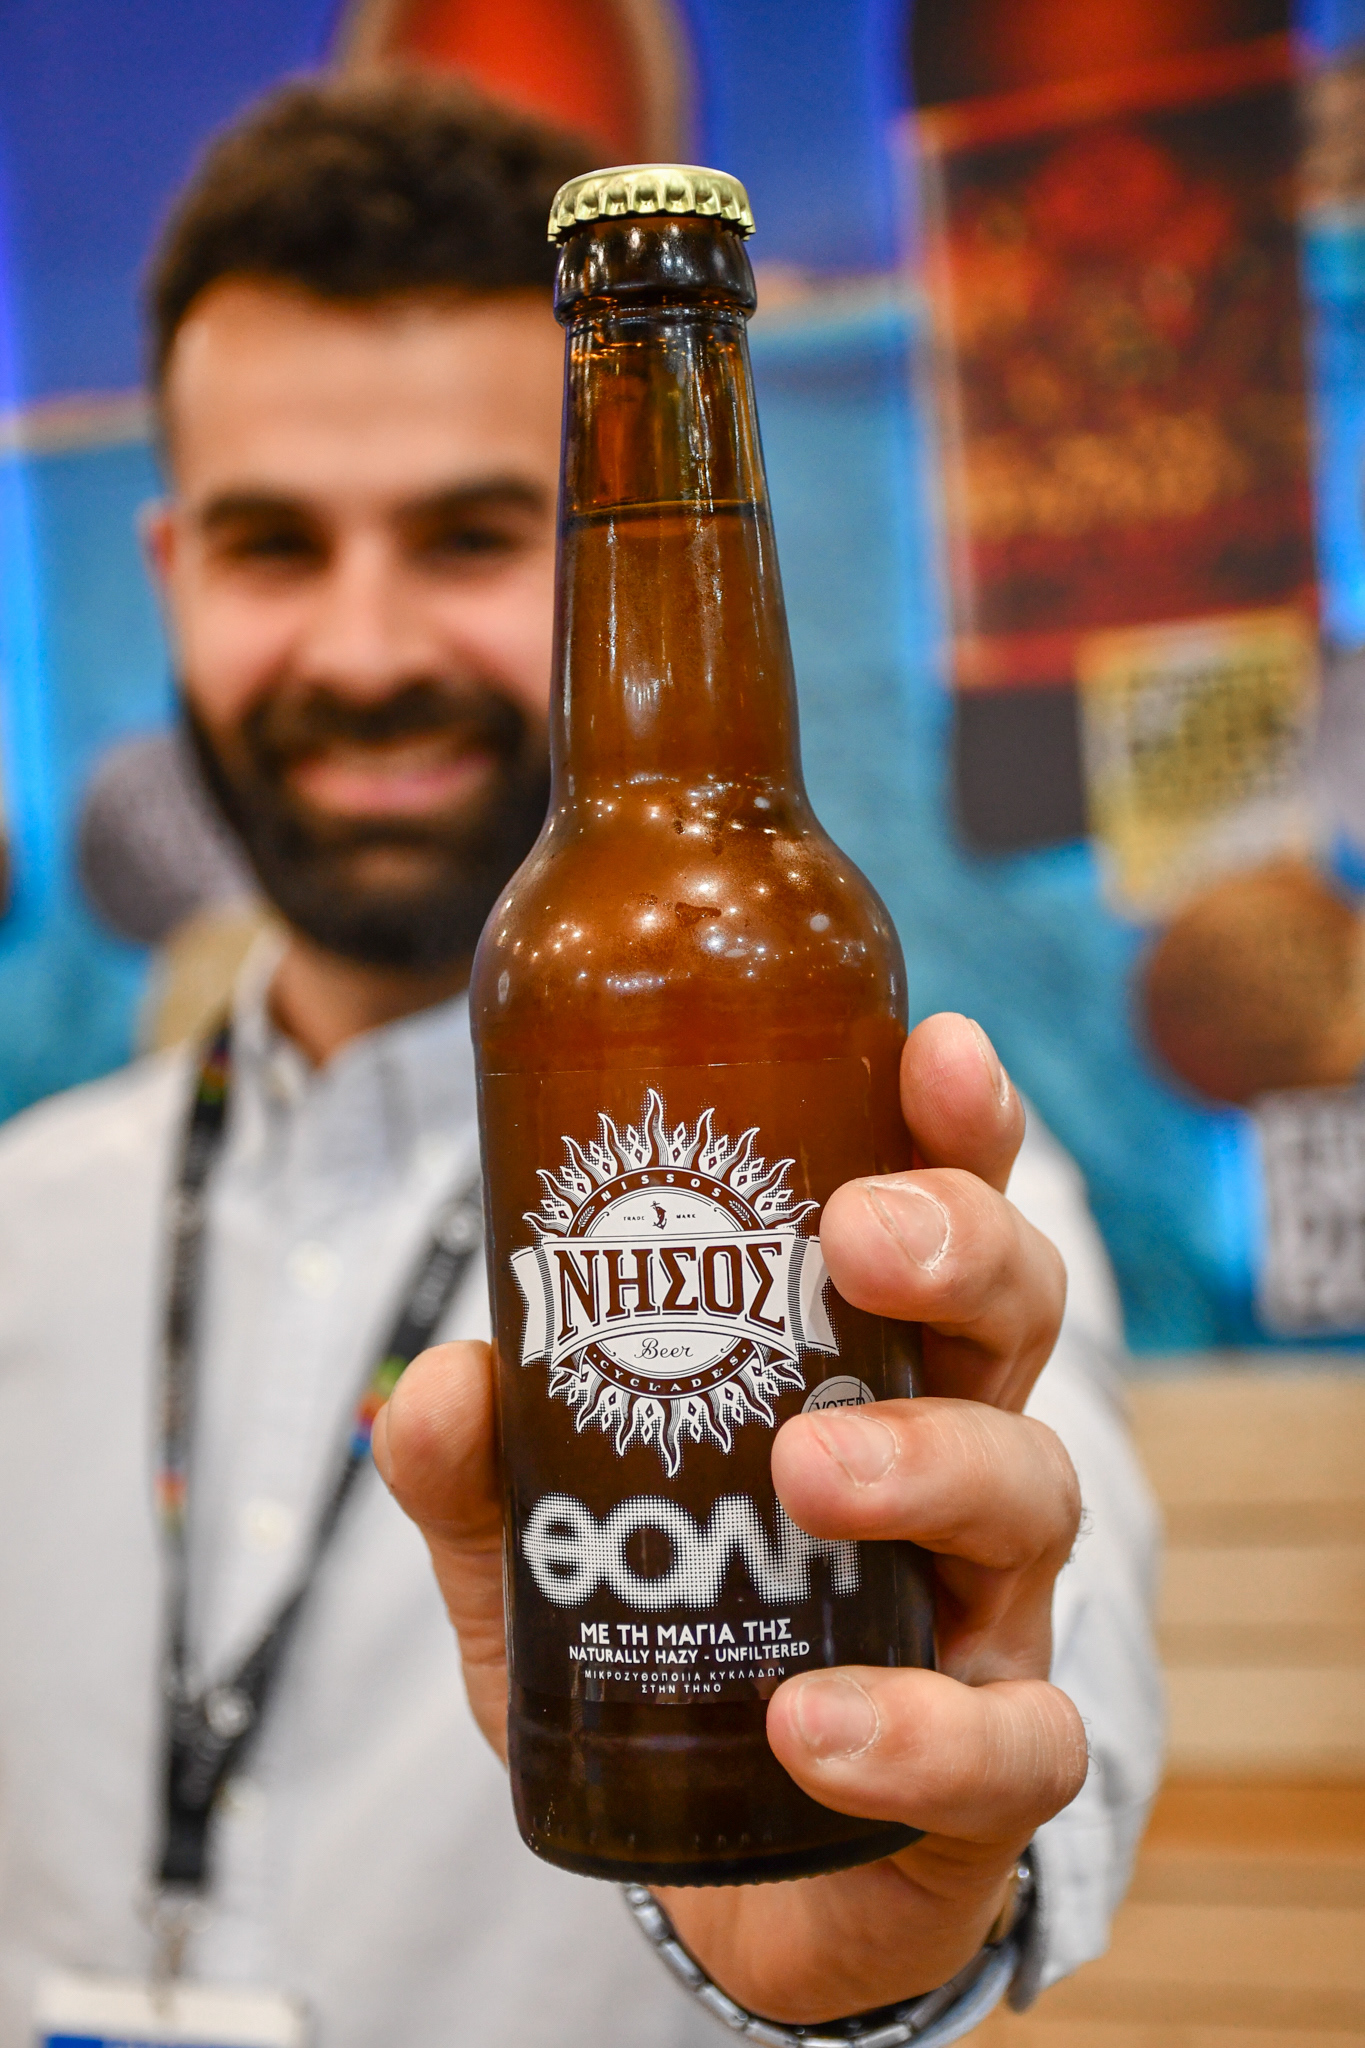 NISSOS
TRADE MARK
ΝΗΣΟΣ
Beer
CYCLADES
VOTED
ΘΟΛΗ
ΜΕ ΤΗ ΜΑΓΙΑ ΤΗΣ
NATURALLY HAZY - UNFILTERED
ΜΙΚΡΟΖΥΘΟΠΟΙΙΑ ΚΥΚΛΑΔΩΝ
ΣΤΗΝ ΤΗΝΟ